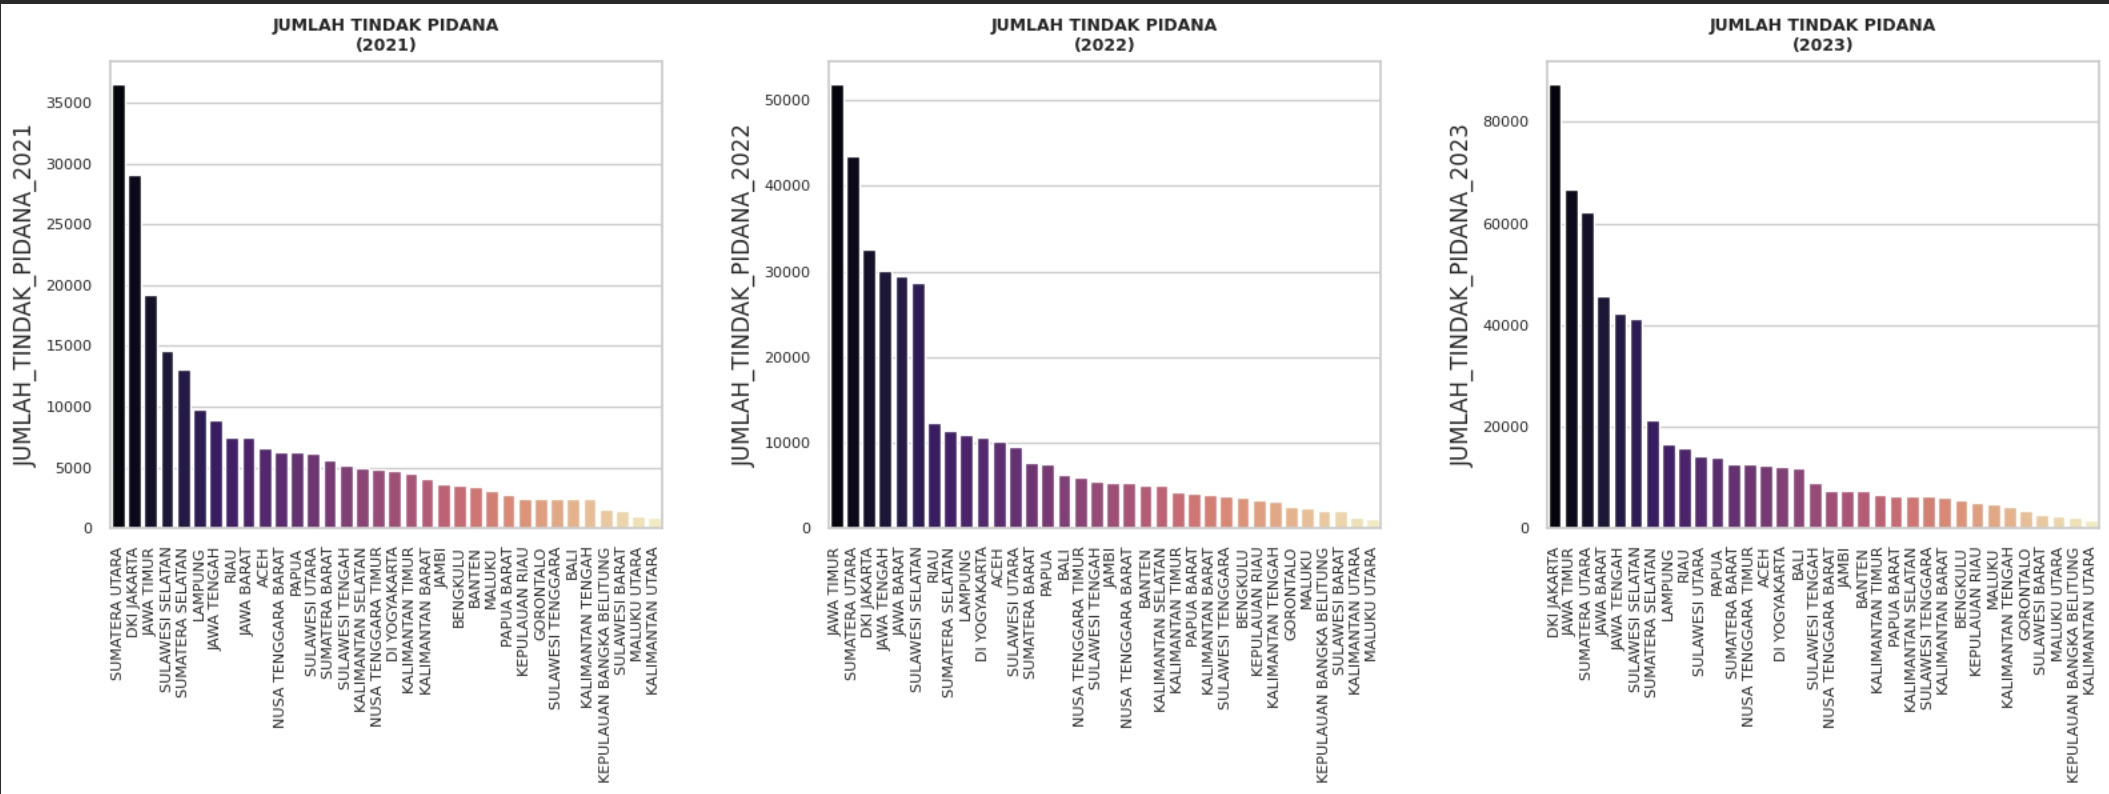 JUMLAH TINDAK PIDANA
(2021)
JUMLAH_TINDAK_PIDANA_2021
35000
30000
25000
20000
15000
10000
5000
0
SUMATERA UTARA
DKI JAKARTA
JAWA TIMUR
SULAWESI SELATAN
SUMATERA SELATAN
LAMPUNG
JAWA TENGAH
RIAU
JAWA BARAT
ACEH
NUSA TENGGARA BARAT
PAPUA
SULAWESI UTARA
SUMATERA BARAT
SULAWESI TENGAH
KALIMANTAN SELATAN
NUSA TENGGARA TIMUR
DI YOGYAKARTA
KALIMANTAN TIMUR
KALIMANTAN BARAT
JAMBI
BENGKULU
BANTEN
MALUKU
PAPUA BARAT
KEPULAUAN RIAU
GORONTALO
SULAWESI TENGGARA
BALI
KALIMANTAN TENGAH
KEPULAUAN BANGKA BELITUNG
SULAWESI BARAT
MALUKU UTARA
KALIMANTAN UTARA
JUMLAH TINDAK PIDANA
(2022)
JUMLAH_TINDAK_PIDANA_2022
50000
40000
30000
20000
10000
0
JAWA TIMUR
SUMATERA UTARA
DKI JAKARTA
JAWA TENGAH
JAWA BARAT
SULAWESI SELATAN
RIAU
SUMATERA SELATAN
LAMPUNG
DI YOGYAKARTA
ACEH
SULAWESI UTARA
SUMATERA BARAT
PAPUA
BALI
NUSA TENGGARA TIMUR
SULAWESI TENGAH
JAMBI
NUSA TENGGARA BARAT
BANTEN
KALIMANTAN SELATAN
KALIMANTAN TIMUR
PAPUA BARAT
KALIMANTAN BARAT
SULAWESI TENGGARA
BENGKULU
KEPULAUAN RIAU
KALIMANTAN TENGAH
GORONTALO
MALUKU
KEPULAUAN BANGKA BELITUNG
SULAWESI BARAT
KALIMANTAN UTARA
MALUKU UTARA
JUMLAH TINDAK PIDANA
(2023)
JUMLAH_TINDAK_PIDANA_2023
80000
60000
40000
20000
0
DKI JAKARTA
JAWA TIMUR
SUMATERA UTARA
JAWA BARAT
JAWA TENGAH
SULAWESI SELATAN
SUMATERA SELATAN
LAMPUNG
RIAU
SULAWESI UTARA
PAPUA
SUMATERA BARAT
NUSA TENGGARA TIMUR
ACEH
DI YOGYAKARTA
BALI
SULAWESI TENGAH
NUSA TENGGARA BARAT
JAMBI
BANTEN
KALIMANTAN TIMUR
PAPUA BARAT
KALIMANTAN SELATAN
SULAWESI TENGGARA
KALIMANTAN BARAT
BENGKULU
KEPULAUAN RIAU
MALUKU
KALIMANTAN TENGAH
GORONTALO
SULAWESI BARAT
MALUKU UTARA
KEPULAUAN BANGKA BELITUNG
KALIMANTAN UTARA